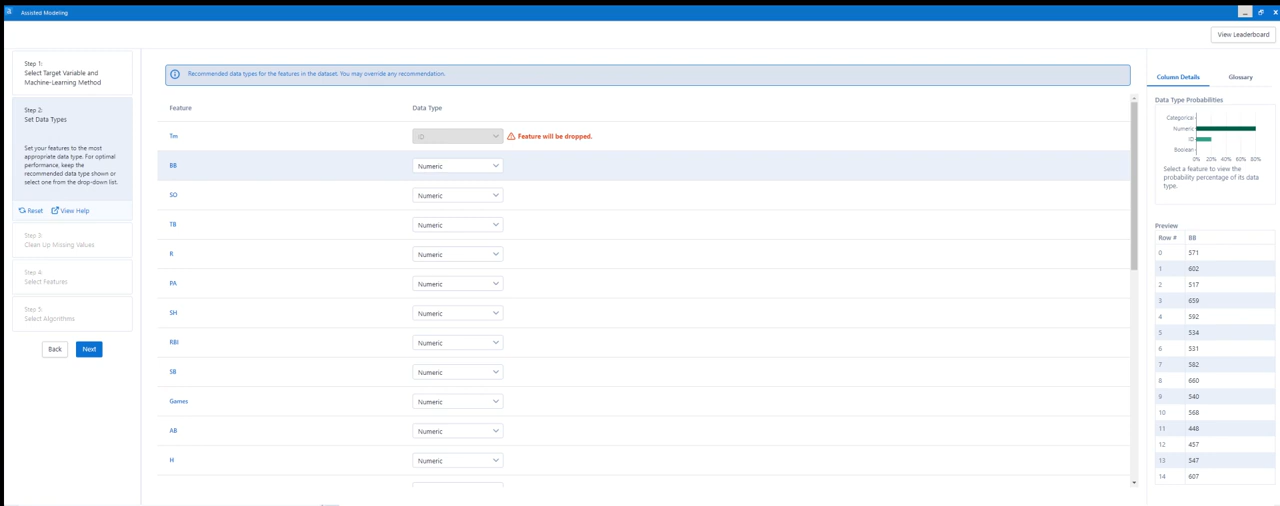 a Assisted Modeling
View Leaderboard
Step 1:
Select Target Variable and
Machine-Learning Method
Step 2:
Set Data Types
Set your features to the most
appropriate data type. For optimal
performance, keep the
recommended data type shown or
select one from the drop-down list.
Reset View Help
Step 3:
Clean Up Missing Values
Step 4:
Select Features
Step 5:
Select Algorithms
Back Next
Recommended data types for the features in the dataset. You may override any recommendation.
Feature Data Type
Tm ID Feature will be dropped.
BB Numeric
SO Numeric
TB Numeric
R Numeric
PA Numeric
SH Numeric
RBI Numeric
SB Numeric
Games Numeric
AB Numeric
H Numeric
Column Details Glossary
Data Type Probabilities
Categorical
Numeric
ID
Boolean
0% 20% 40% 60% 80%
Select a feature to view the
probability percentage of its data
type.
Preview
Row # BB
0 571
1 602
2 517
3 659
4 592
5 534
6 531
7 582
8 660
9 540
10 568
11 448
12 457
13 547
14 607